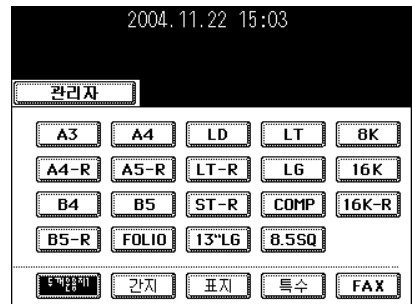 2004.11.22 15:03
관리자
A3 A4 LD LT 8K
A4-R A5-R LT-R LG 16K
B4 B5 ST-R COMP 16K-R
B5-R FOLIO 13"LG 8.5SQ
간지 표지 특수 FAX